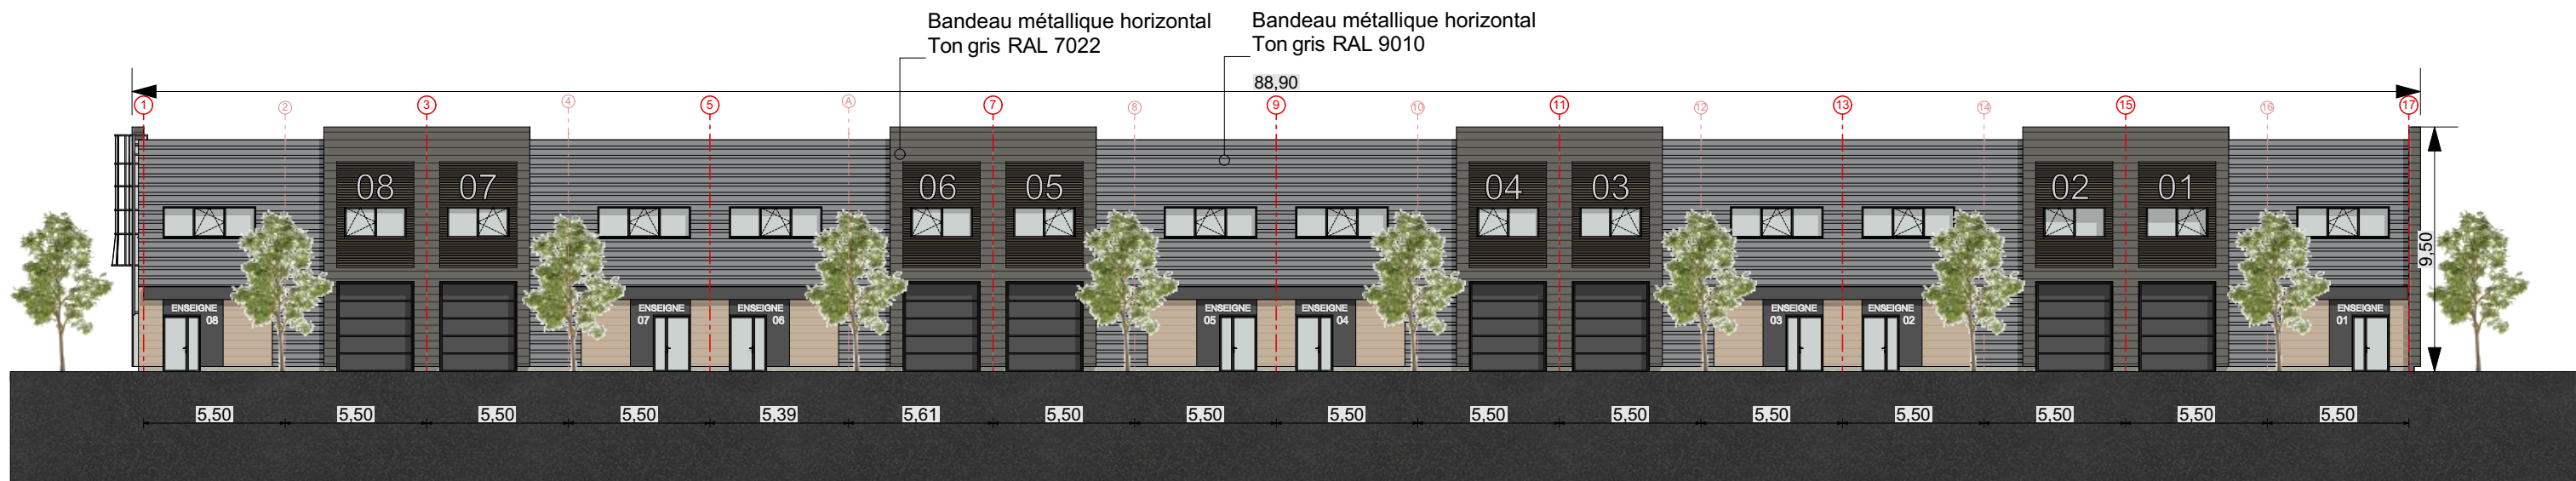 Bandeau métallique horizontal
Ton gris RAL 7022
Bandeau métallique horizontal
Ton gris RAL 9010
88,90
1 2 3 4 5 A 7 8 9 10 11 12 13 14 15 16 17
08 07 06 05 04 03 02 01
9,50
ENSEIGNE
08
ENSEIGNE
07
ENSEIGNE
06
ENSEIGNE
05
ENSEIGNE
04
ENSEIGNE
03
ENSEIGNE
02
ENSEIGNE
01
5,50 5,50 5,50 5,50 5,39 5,61 5,50 5,50 5,50 5,50 5,50 5,50 5,50 5,50 5,50 5,50